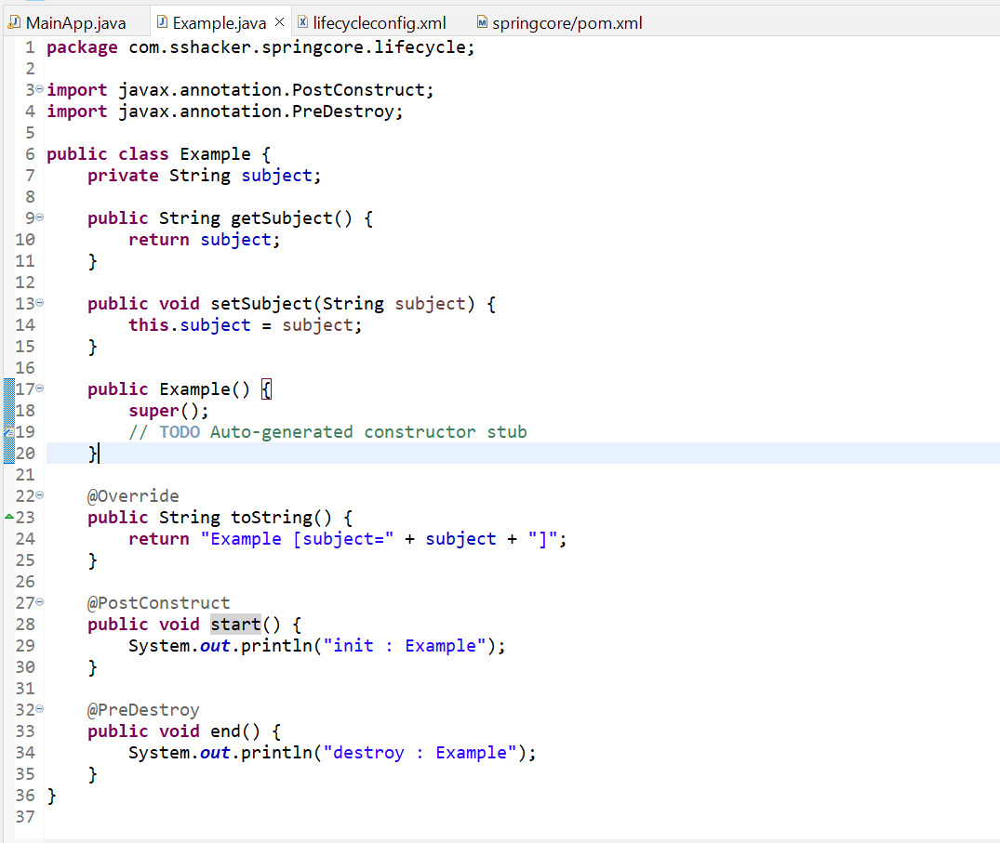 MainApp.java Example.java lifecycleconfig.xml springcore/pom.xml
1 package com.sshacker.springcore.lifecycle;
2
3 import javax.annotation.PostConstruct;
4 import javax.annotation.PreDestroy;
5
6 public class Example {
7     private String subject;
8
9     public String getSubject() {
10         return subject;
11     }
12
13     public void setSubject(String subject) {
14         this.subject = subject;
15     }
16
17     public Example() {
18         super();
19         // TODO Auto-generated constructor stub
20     }
21
22     @Override
23     public String toString() {
24         return "Example [subject=" + subject + "]";
25     }
26
27     @PostConstruct
28     public void start() {
29         System.out.println("init : Example");
30     }
31
32     @PreDestroy
33     public void end() {
34         System.out.println("destroy : Example");
35     }
36 }
37